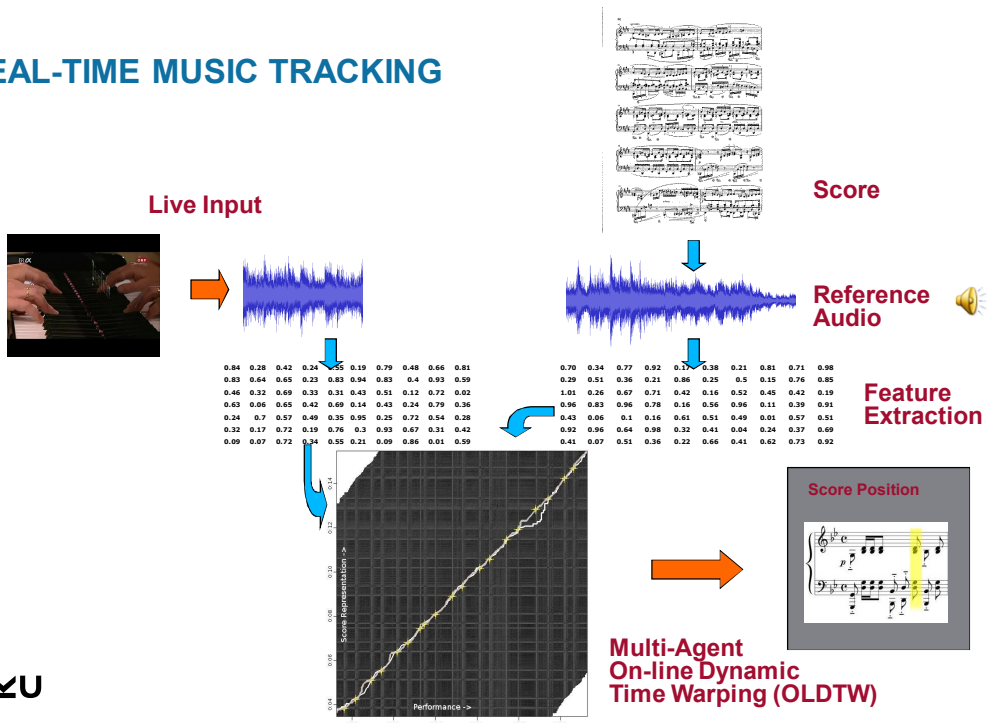 EAL-TIME MUSIC TRACKING
Live Input
Score
Reference
Audio
0.84 0.28 0.42 0.24 0.55 0.19 0.79 0.48 0.66 0.81
0.83 0.64 0.65 0.23 0.83 0.94 0.83 0.4 0.93 0.59
0.46 0.32 0.69 0.33 0.31 0.43 0.51 0.12 0.72 0.02
0.63 0.06 0.65 0.42 0.69 0.14 0.43 0.24 0.79 0.36
0.24 0.7 0.57 0.49 0.35 0.95 0.25 0.72 0.54 0.28
0.32 0.17 0.72 0.19 0.76 0.3 0.93 0.67 0.31 0.42
0.09 0.07 0.72 0.34 0.55 0.21 0.09 0.86 0.01 0.59
0.70 0.34 0.77 0.92 0.17 0.38 0.21 0.81 0.71 0.98
0.29 0.51 0.36 0.21 0.86 0.25 0.5 0.15 0.76 0.85
1.01 0.26 0.67 0.71 0.42 0.16 0.52 0.45 0.42 0.19
0.96 0.83 0.96 0.78 0.16 0.56 0.96 0.11 0.39 0.91
0.43 0.06 0.1 0.16 0.61 0.51 0.49 0.01 0.57 0.51
0.92 0.96 0.64 0.98 0.32 0.41 0.04 0.24 0.37 0.69
0.41 0.07 0.51 0.36 0.22 0.66 0.41 0.62 0.73 0.92
Feature
Extraction
0.14
0.12
0.10
0.08
0.06
0.04
Score Representation ->
Performance ->
Score Position
p
Multi-Agent
On-line Dynamic
Time Warping (OLDTW)
KU